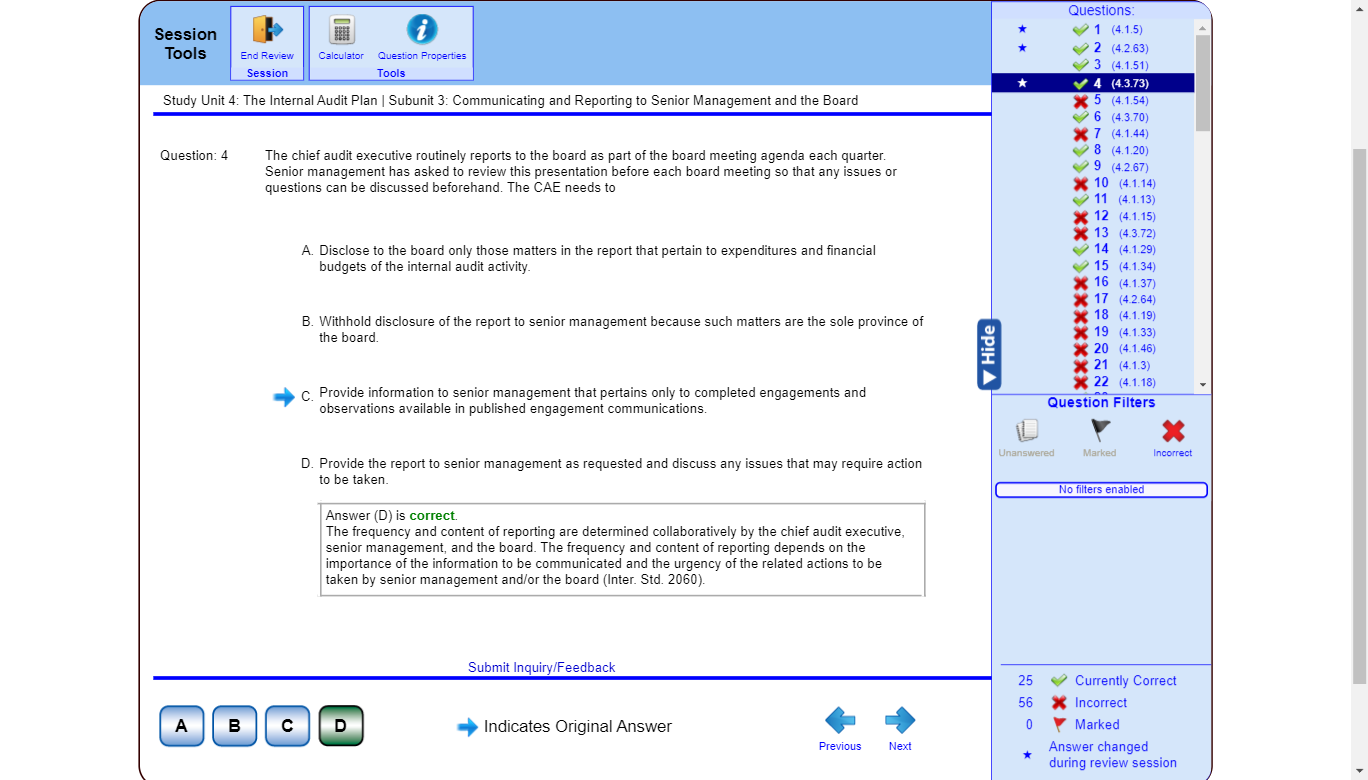 Session
Tools
End Review
Session
Calculator
Question Properties
Tools
Study Unit 4: The Internal Audit Plan | Subunit 3: Communicating and Reporting to Senior Management and the Board
Question: 4
The chief audit executive routinely reports to the board as part of the board meeting agenda each quarter.
Senior management has asked to review this presentation before each board meeting so that any issues or
questions can be discussed beforehand. The CAE needs to
A. Disclose to the board only those matters in the report that pertain to expenditures and financial
budgets of the internal audit activity.
B. Withhold disclosure of the report to senior management because such matters are the sole province of
the board.
C. Provide information to senior management that pertains only to completed engagements and
observations available in published engagement communications.
D. Provide the report to senior management as requested and discuss any issues that may require action
to be taken.
Answer (D) is correct.
The frequency and content of reporting are determined collaboratively by the chief audit executive,
senior management, and the board. The frequency and content of reporting depends on the
importance of the information to be communicated and the urgency of the related actions to be
taken by senior management and/or the board (Inter. Std. 2060).
Submit Inquiry/Feedback
A
B
C
D
Indicates Original Answer
Previous
Next
Hide
Questions:
1 (4.1.5)
2 (4.2.63)
3 (4.1.51)
4 (4.3.73)
5 (4.1.54)
6 (4.3.70)
7 (4.1.44)
8 (4.1.20)
9 (4.2.67)
10 (4.1.14)
11 (4.1.13)
12 (4.1.15)
13 (4.3.72)
14 (4.1.29)
15 (4.1.34)
16 (4.1.37)
17 (4.2.64)
18 (4.1.19)
19 (4.1.33)
20 (4.1.46)
21 (4.1.3)
22 (4.1.18)
Question Filters
Unanswered
Marked
Incorrect
No filters enabled
25 Currently Correct
56 Incorrect
0 Marked
Answer changed
during review session